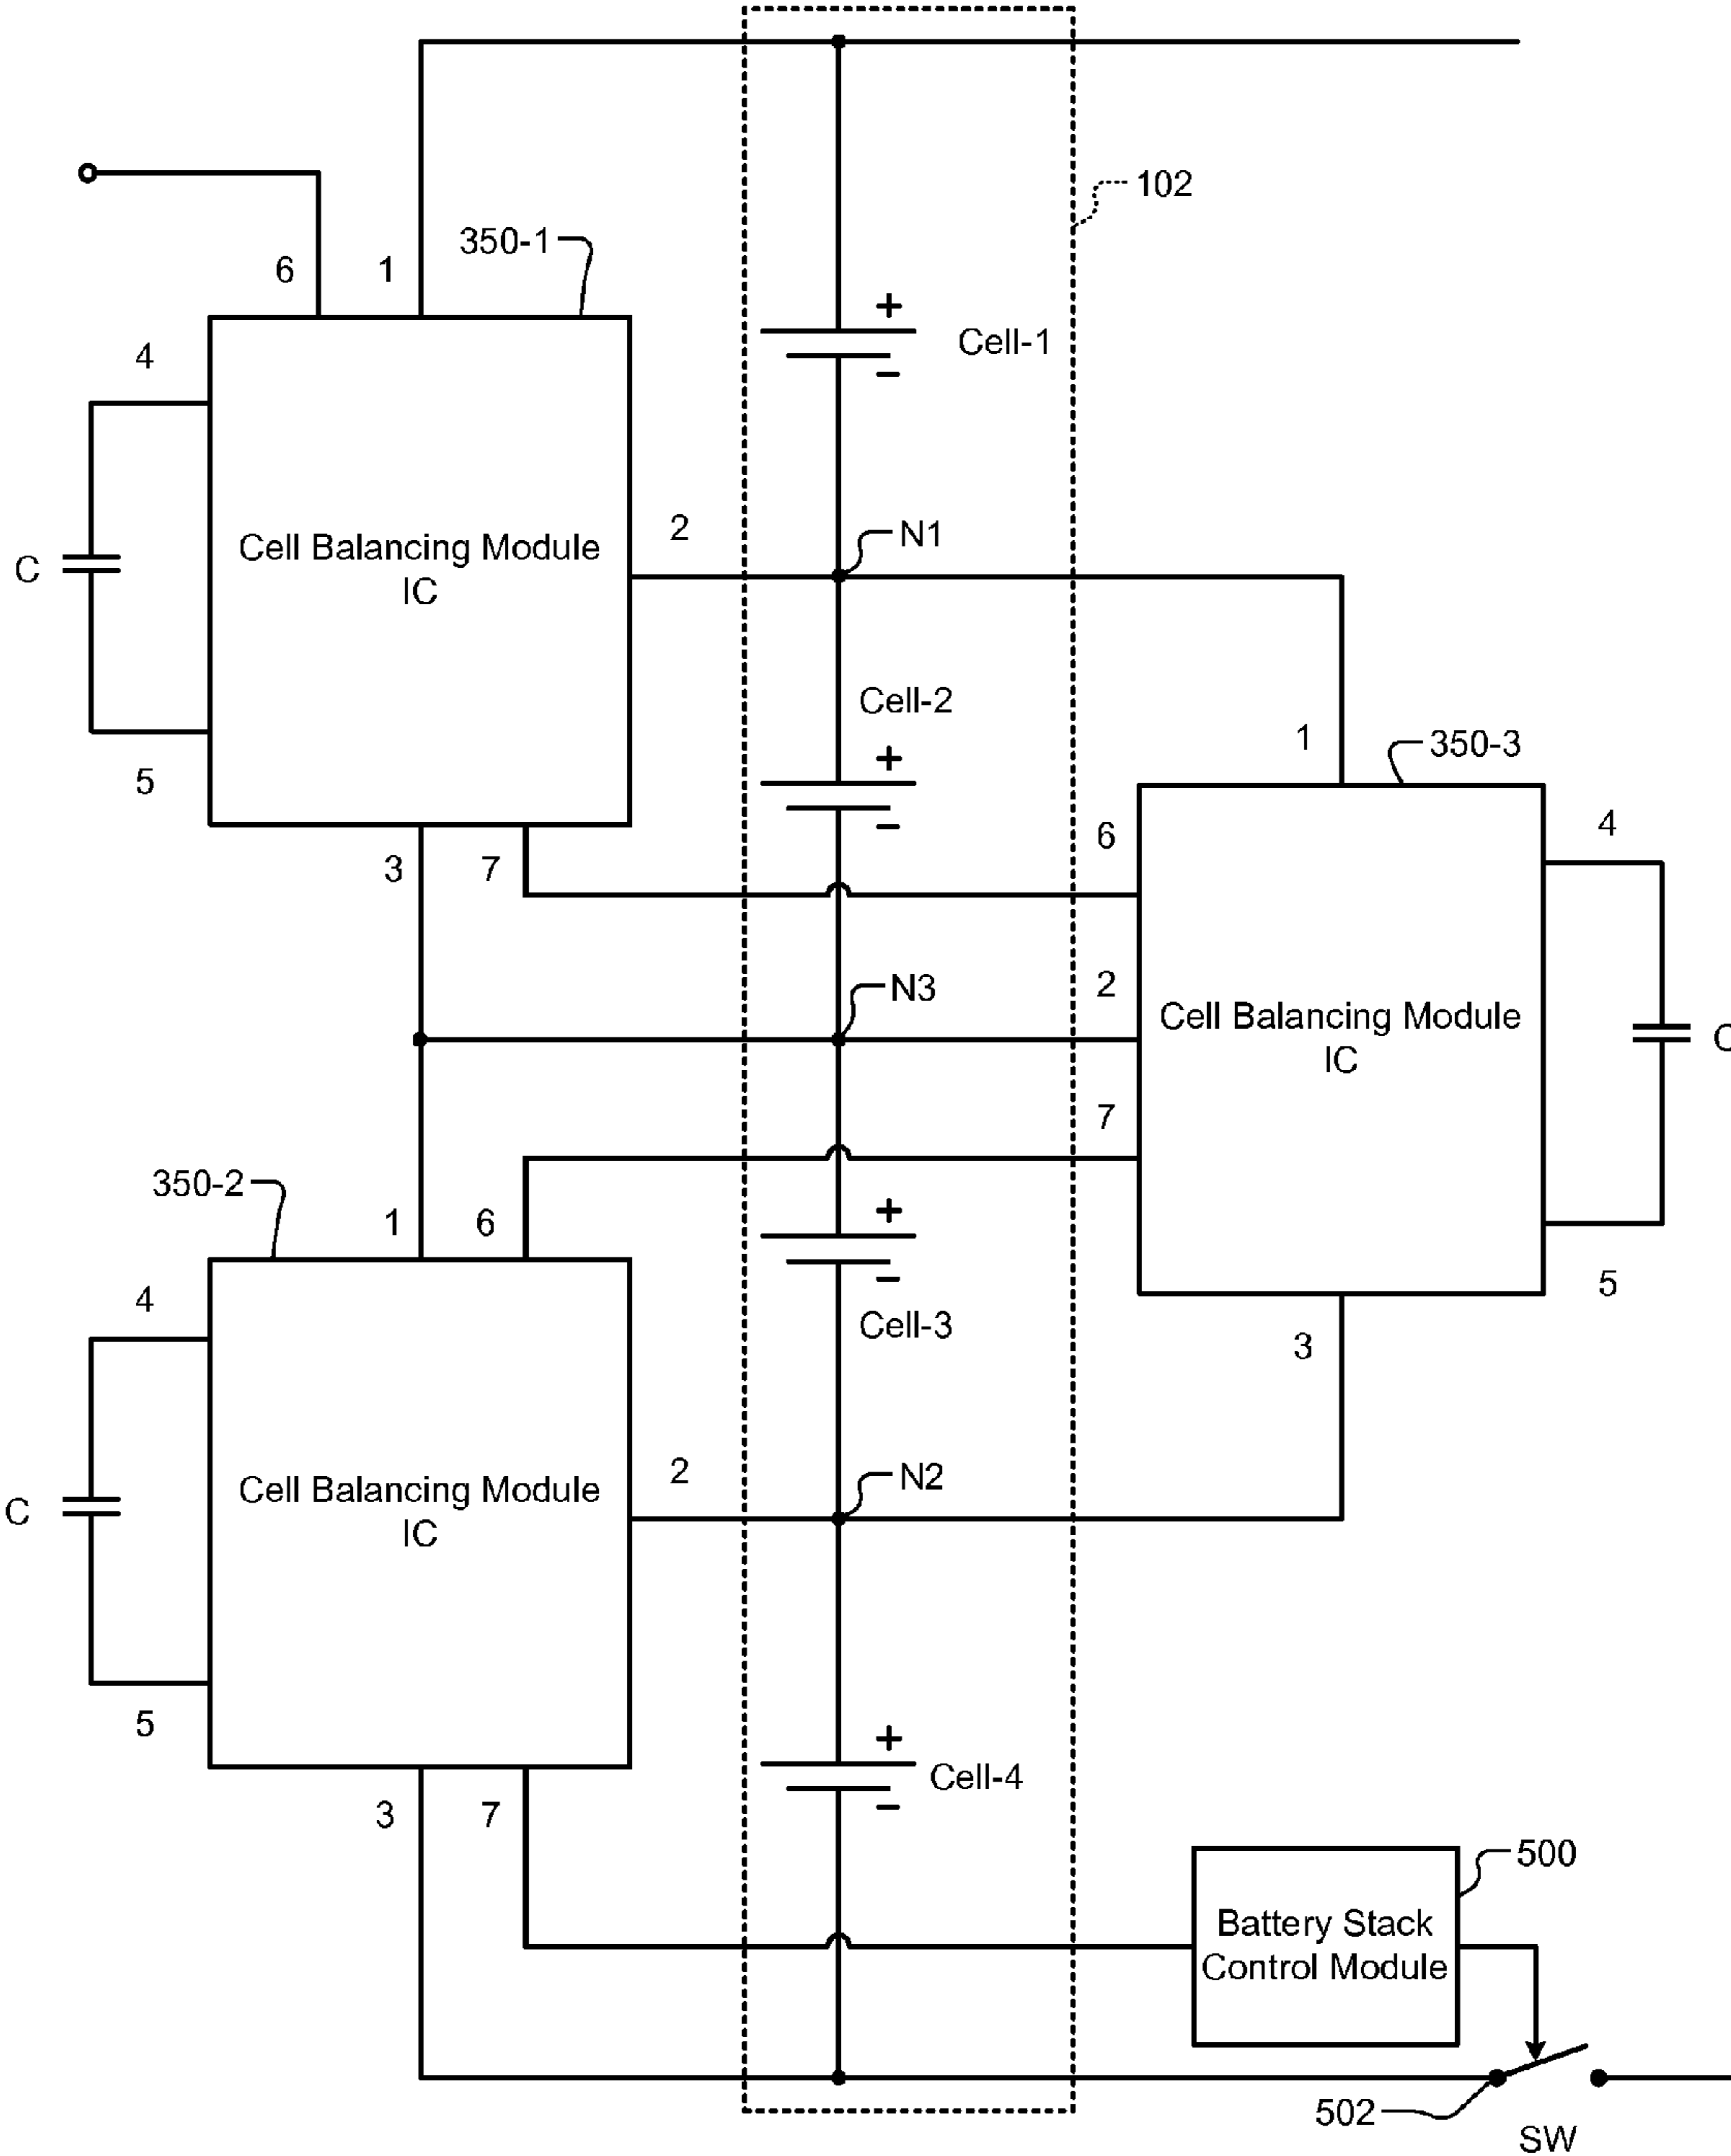 102
350-1
6
1
+
Cell-1
-
4
2
N1
Cell Balancing Module
IC
C
Cell-2
+
-
5
1
350-3
3
7
6
4
N3
2
Cell Balancing Module
IC
C
7
350-2
1
6
+
-
Cell-3
4
5
3
2
N2
Cell Balancing Module
IC
C
5
+
Cell-4
-
3
7
500
Battery Stack
Control Module
502
SW